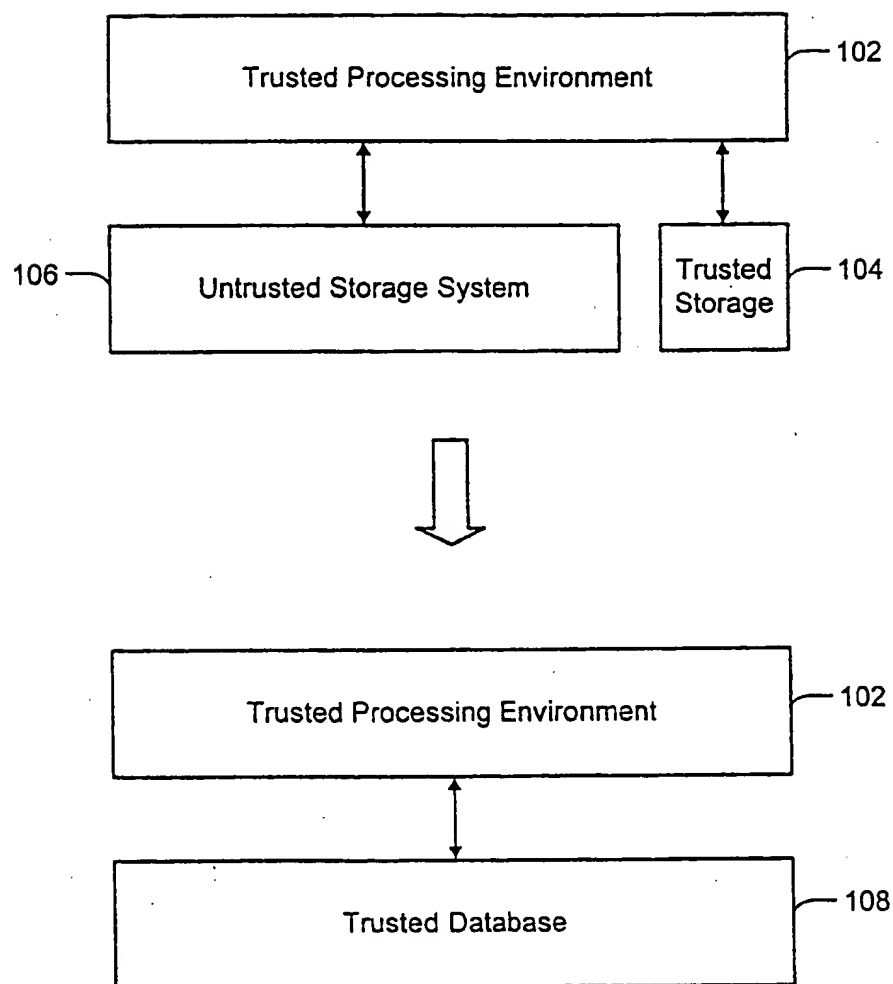 Trusted Processing Environment
102
106
Untrusted Storage System
Trusted
Storage
104
Trusted Processing Environment
102
Trusted Database
108